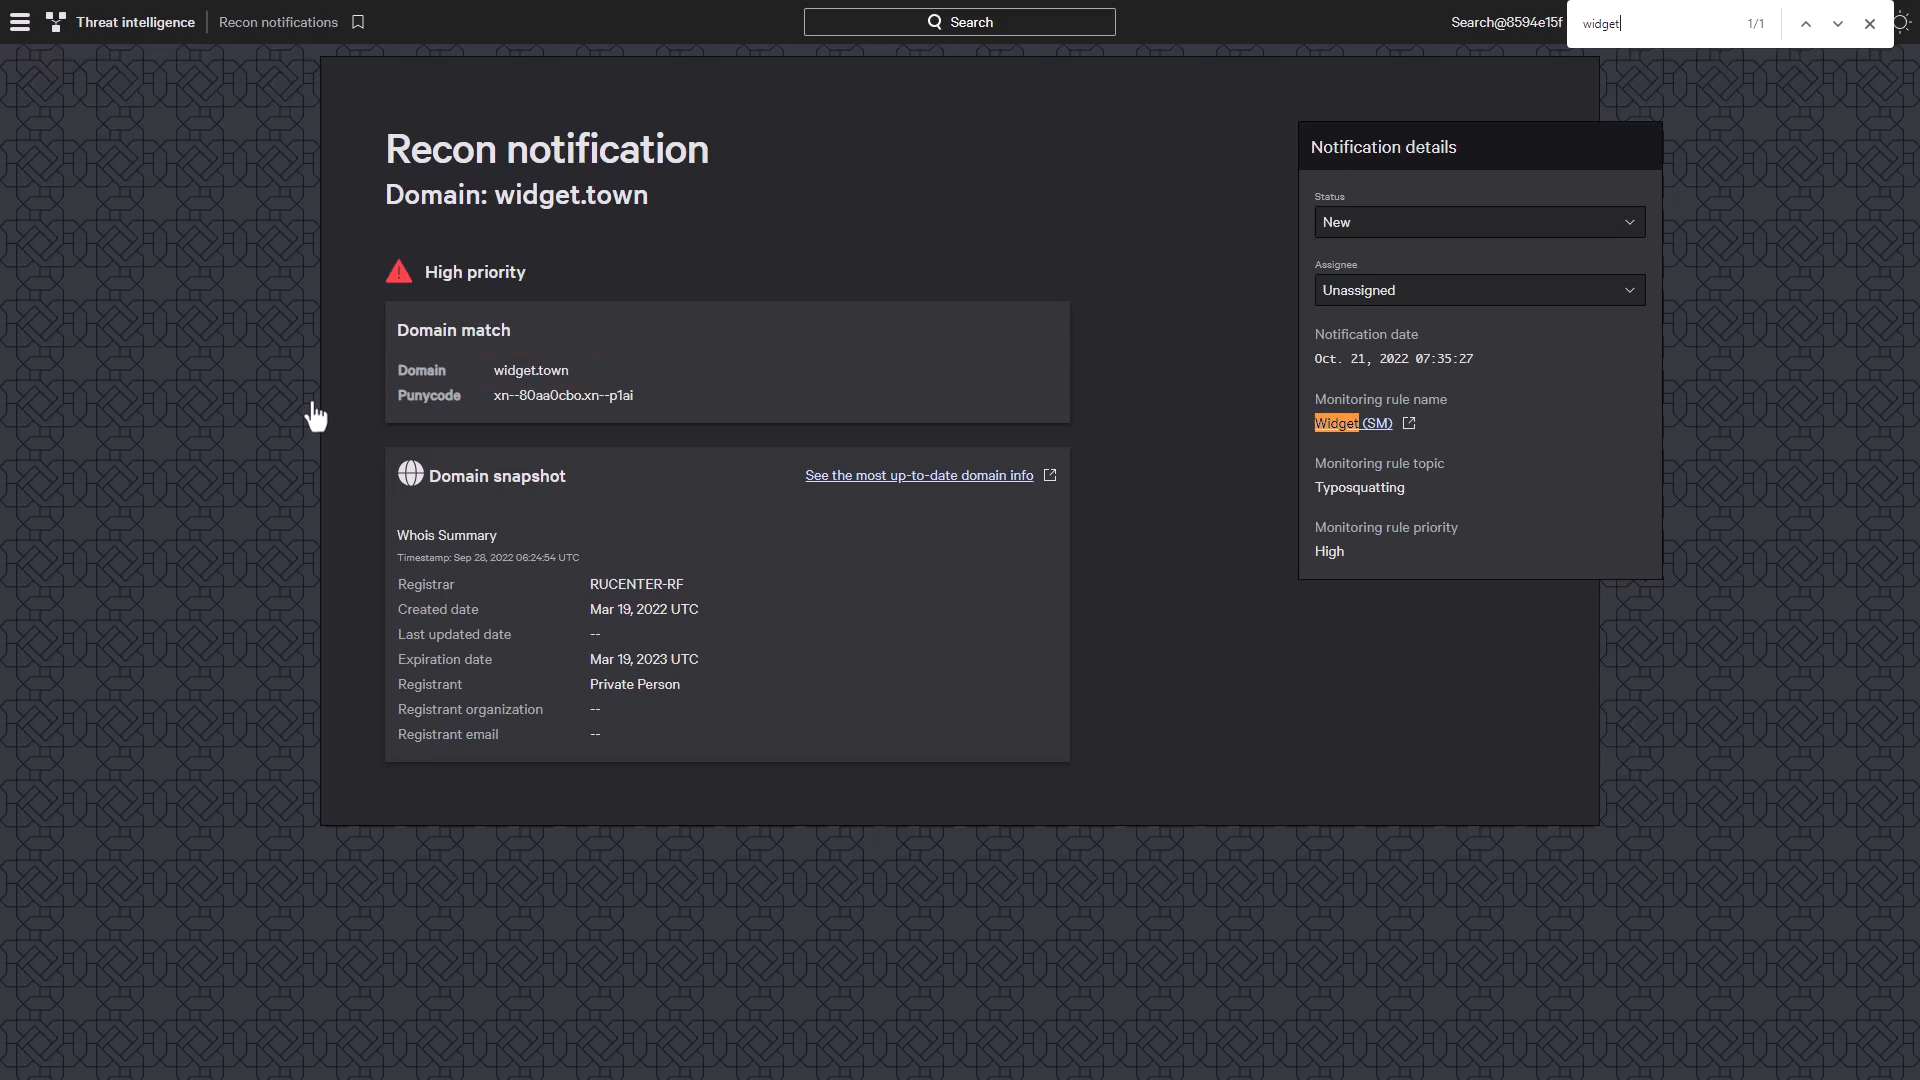 Threat intelligence
Recon notifications
Search
Search@8594e15f
widget
1/1
Recon notification
Domain: widget.town
High priority
Domain match
Domain widget.town
Punycode xn--80aa0cbo.xn--p1ai
Domain snapshot
See the most up-to-date domain info
Whois Summary
Timestamp: Sep 28, 2022 06:24:54 UTC
Registrar RUCENTER-RF
Created date Mar 19, 2022 UTC
Last updated date --
Expiration date Mar 19, 2023 UTC
Registrant Private Person
Registrant organization --
Registrant email --
Notification details
Status
New
Assignee
Unassigned
Notification date
Oct. 21, 2022 07:35:27
Monitoring rule name
Widget (SM)
Monitoring rule topic
Typosquatting
Monitoring rule priority
High